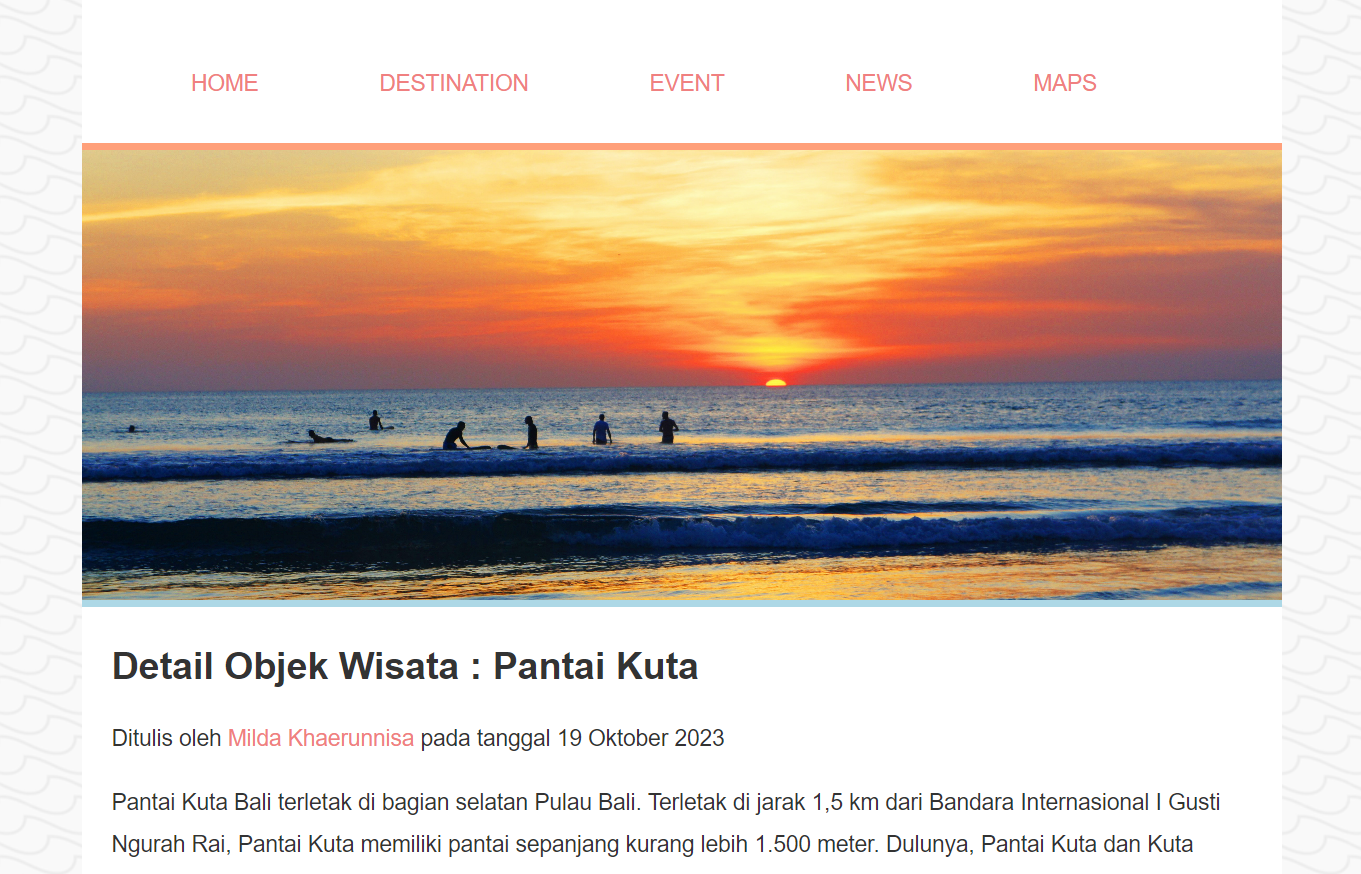 HOME DESTINATION EVENT NEWS MAPS
Detail Objek Wisata : Pantai Kuta
Ditulis oleh Milda Khaerunnisa pada tanggal 19 Oktober 2023
Pantai Kuta Bali terletak di bagian selatan Pulau Bali. Terletak di jarak 1,5 km dari Bandara Internasional I Gusti
Ngurah Rai, Pantai Kuta memiliki pantai sepanjang kurang lebih 1.500 meter. Dulunya, Pantai Kuta dan Kuta